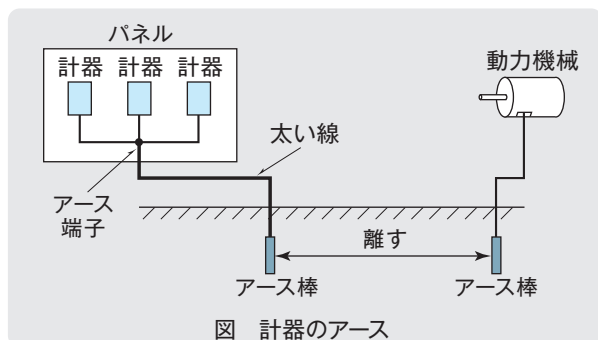 パネル
計器 計器 計器
動力機械
太い線
アース
端子
離す
アース棒
アース棒
図 計器のアース